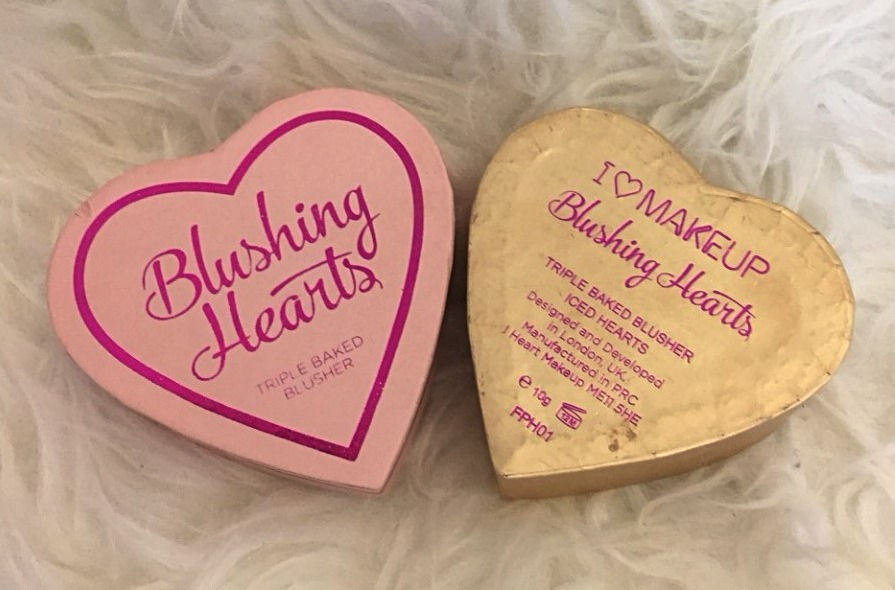 Blushing
Hearts
TRIPLE BAKED
BLUSHER
I♡MAKEUP
Blushing Hearts
TRIPLE BAKED BLUSHER
ICED HEARTS
Designed and Developed
in London, UK.
Manufactured in PRC
I Heart Makeup ME11 5HE
e 10g 12M
FPH01